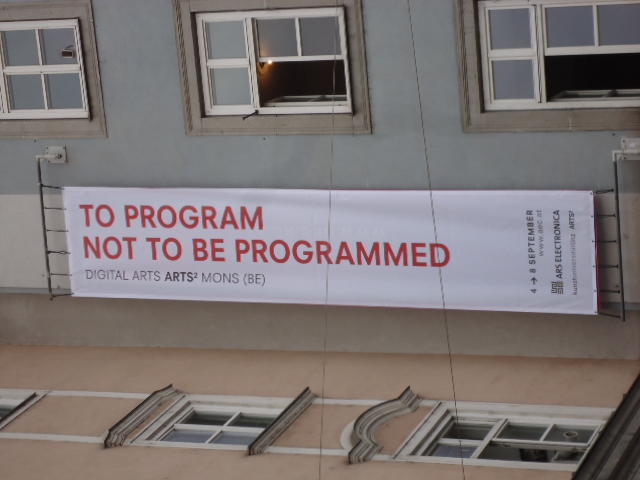 TO PROGRAM
NOT TO BE PROGRAMMED
DIGITAL ARTS ARTS² MONS (BE)
4 → 8 SEPTEMBER
www.aec.at
ARS ELECTRONICA
ARTS²